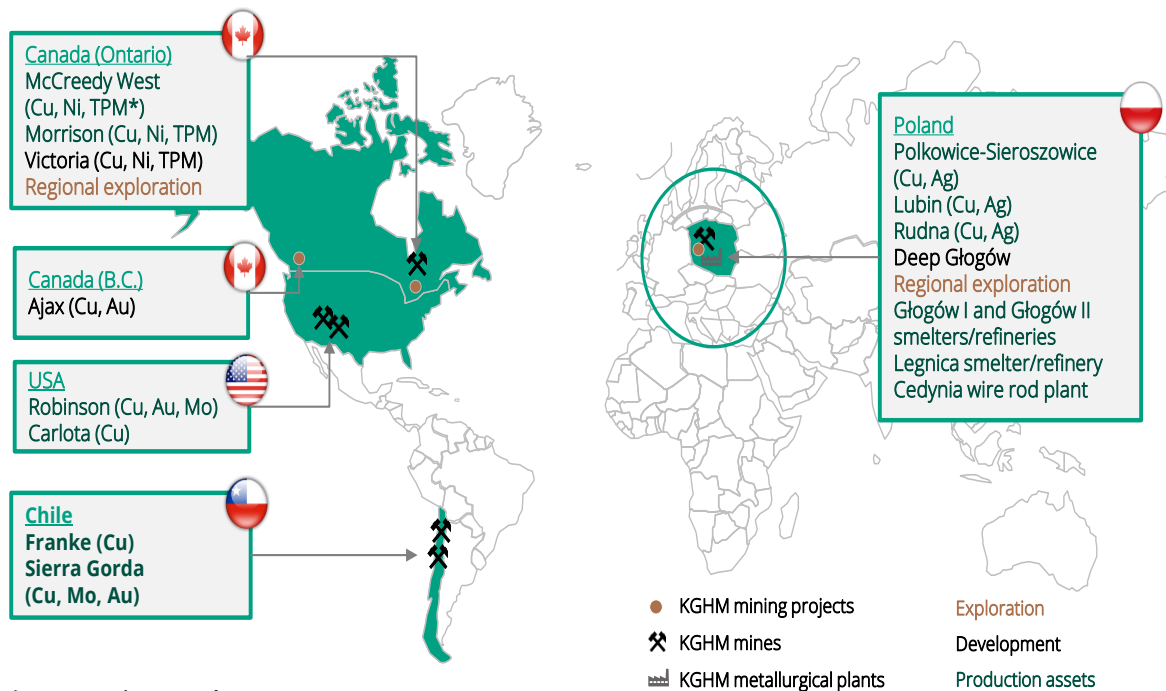 Canada (Ontario)
McCreedy West
(Cu, Ni, TPM*)
Morrison (Cu, Ni, TPM)
Victoria (Cu, Ni, TPM)
Regional exploration
Canada (B.C.)
Ajax (Cu, Au)
USA
Robinson (Cu, Au, Mo)
Carlota (Cu)
Chile
Franke (Cu)
Sierra Gorda
(Cu, Mo, Au)
Poland
Polkowice-Sieroszowice
(Cu, Ag)
Lubin (Cu, Ag)
Rudna (Cu, Ag)
Deep Głogów
Regional exploration
Głogów I and Głogów II
smelters/refineries
Legnica smelter/refinery
Cedynia wire rod plant
KGHM mining projects
KGHM mines
KGHM metallurgical plants
Exploration
Development
Production assets